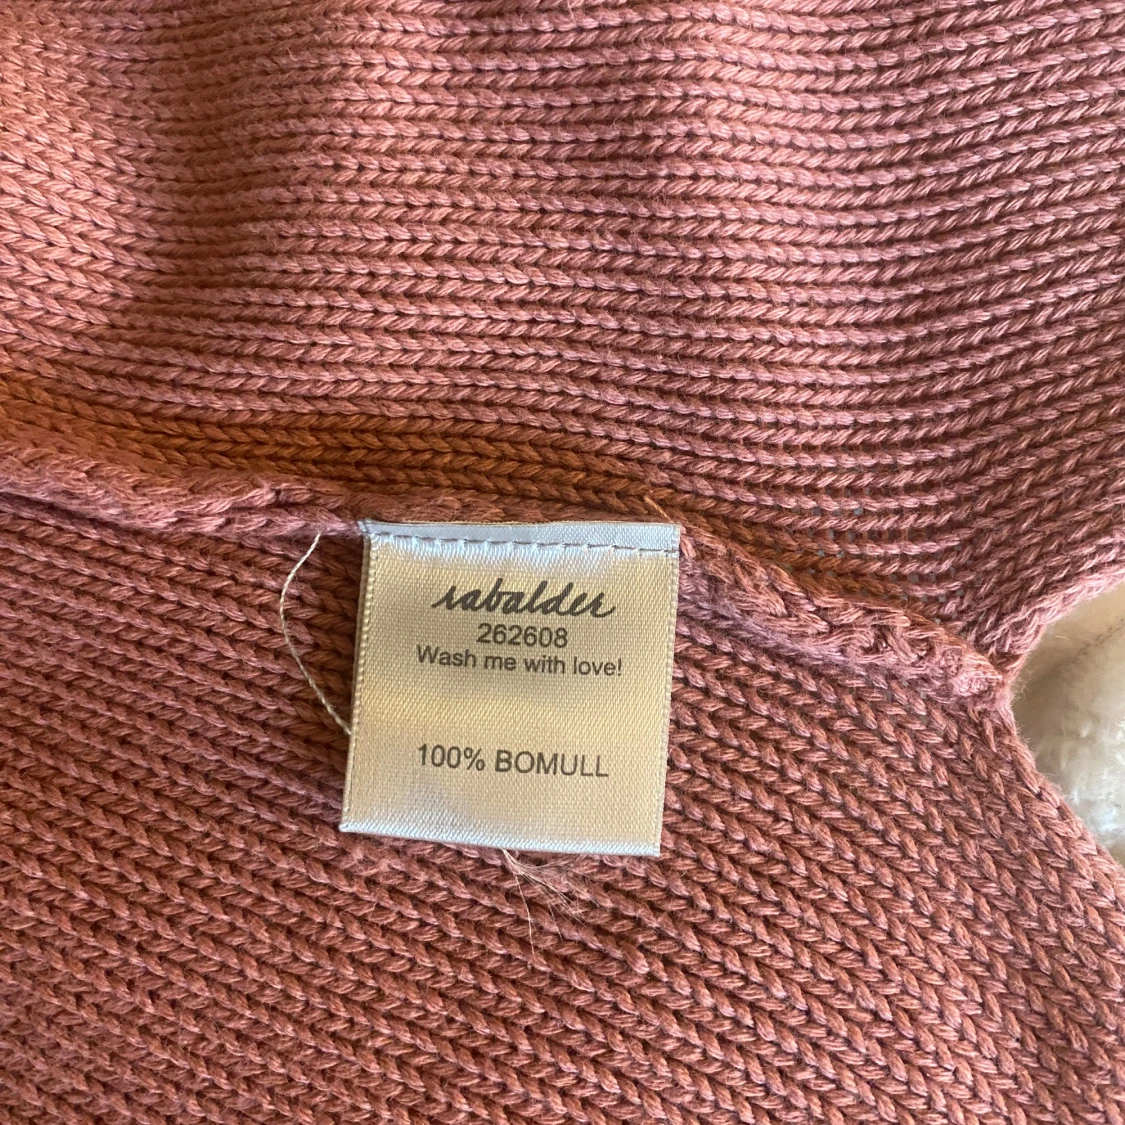 rabalder
262608
Wash me with love!
100% BOMULL